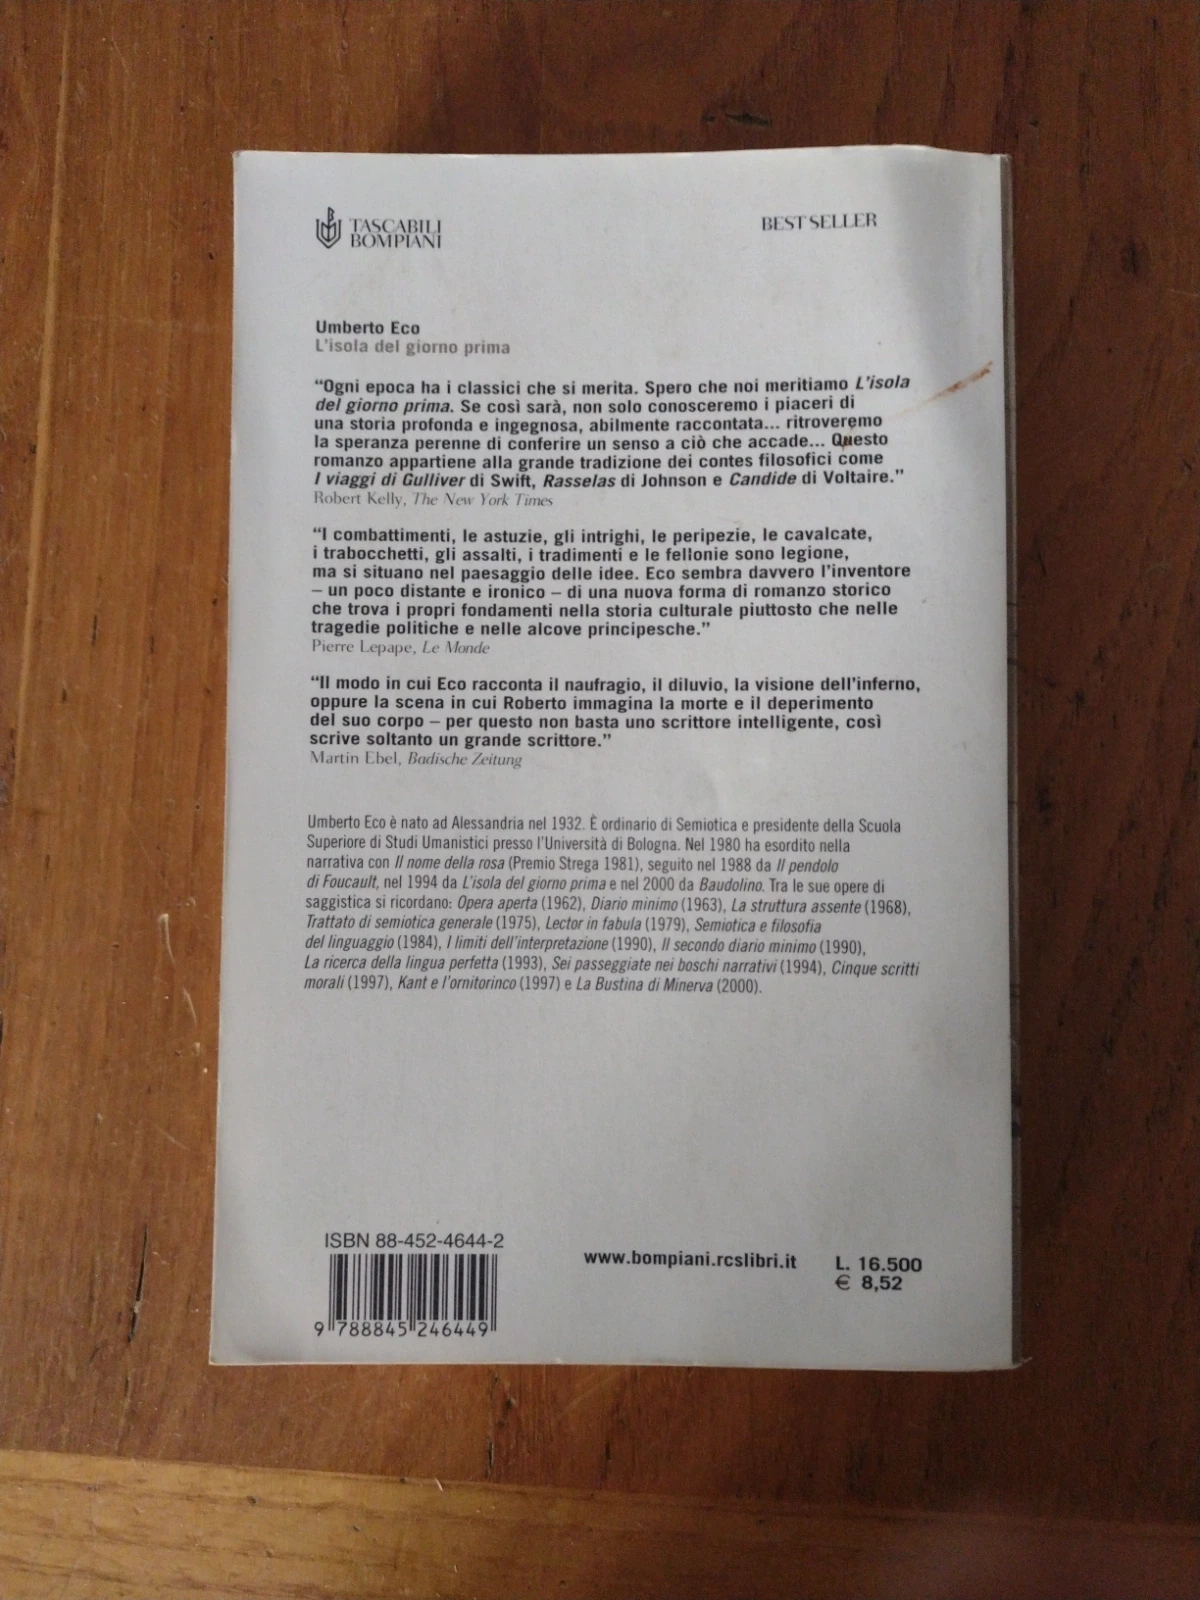 TASCABILI
BOMPIANI
BEST SELLER
Umberto Eco
L'isola del giorno prima
“Ogni epoca ha i classici che si merita. Spero che noi meritiamo L'isola
del giorno prima. Se così sarà, non solo conosceremo i piaceri di
una storia profonda e ingegnosa, abilmente raccontata... ritroveremo
la speranza perenne di conferire un senso a ciò che accade... Questo
romanzo appartiene alla grande tradizione dei contes filosofici come
I viaggi di Gulliver di Swift, Rasselas di Johnson e Candide di Voltaire.”
Robert Kelly, The New York Times
“I combattimenti, le astuzie, gli intrighi, le peripezie, le cavalcate,
i trabocchetti, gli assalti, i tradimenti e le fellonie sono legione,
ma si situano nel paesaggio delle idee. Eco sembra davvero l'inventore
– un poco distante e ironico – di una nuova forma di romanzo storico
che trova i propri fondamenti nella storia culturale piuttosto che nelle
tragedie politiche e nelle alcove principesche.”
Pierre Lepape, Le Monde
“Il modo in cui Eco racconta il naufragio, il diluvio, la visione dell'inferno,
oppure la scena in cui Roberto immagina la morte e il deperimento
del suo corpo – per questo non basta uno scrittore intelligente, così
scrive soltanto un grande scrittore.”
Martin Ebel, Badische Zeitung
Umberto Eco è nato ad Alessandria nel 1932. È ordinario di Semiotica e presidente della Scuola
Superiore di Studi Umanistici presso l'Università di Bologna. Nel 1980 ha esordito nella
narrativa con Il nome della rosa (Premio Strega 1981), seguito nel 1988 da Il pendolo
di Foucault, nel 1994 da L'isola del giorno prima e nel 2000 da Baudolino. Tra le sue opere di
saggistica si ricordano: Opera aperta (1962), Diario minimo (1963), La struttura assente (1968),
Trattato di semiotica generale (1975), Lector in fabula (1979), Semiotica e filosofia
del linguaggio (1984), I limiti dell'interpretazione (1990), Il secondo diario minimo (1990),
La ricerca della lingua perfetta (1993), Sei passeggiate nei boschi narrativi (1994), Cinque scritti
morali (1997), Kant e l'ornitorinco (1997) e La Bustina di Minerva (2000).
ISBN 88-452-4644-2
9 788845 246449
www.bompiani.rcslibri.it
L. 16.500
€ 8,52